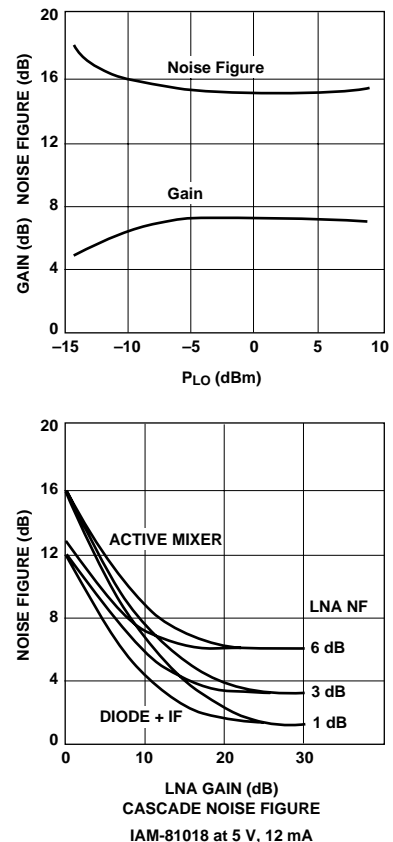 20
16
12
8
4
0
GAIN (dB) NOISE FIGURE (dB)
Noise Figure
Gain
–15 –10 –5 0 5 10
PLO (dBm)
20
16
12
8
4
0
NOISE FIGURE (dB)
ACTIVE MIXER
LNA NF
6 dB
3 dB
1 dB
DIODE + IF
0 10 20 30
LNA GAIN (dB)
CASCADE NOISE FIGURE
IAM-81018 at 5 V, 12 mA